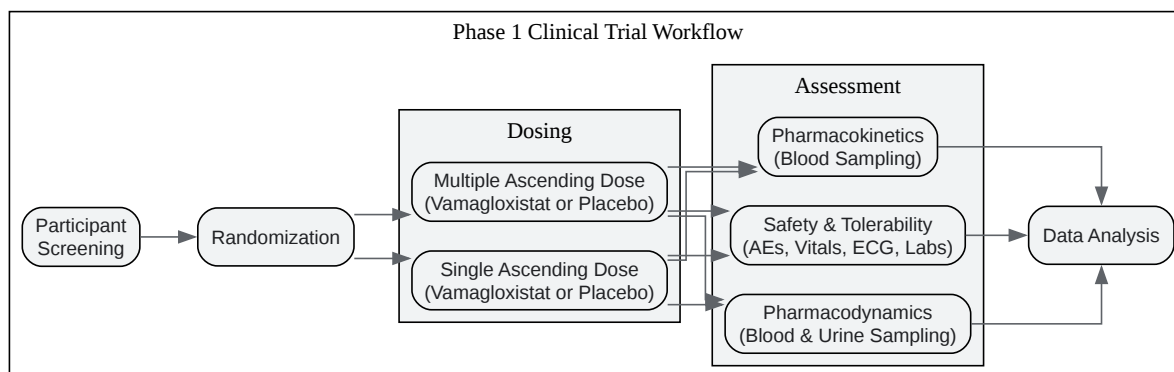 Phase 1 Clinical Trial Workflow
Participant
Screening
Randomization
Dosing
Multiple Ascending Dose
(Vamagloxistat or Placebo)
Single Ascending Dose
(Vamagloxistat or Placebo)
Assessment
Pharmacokinetics
(Blood Sampling)
Safety & Tolerability
(AEs, Vitals, ECG, Labs)
Pharmacodynamics
(Blood & Urine Sampling)
Data Analysis